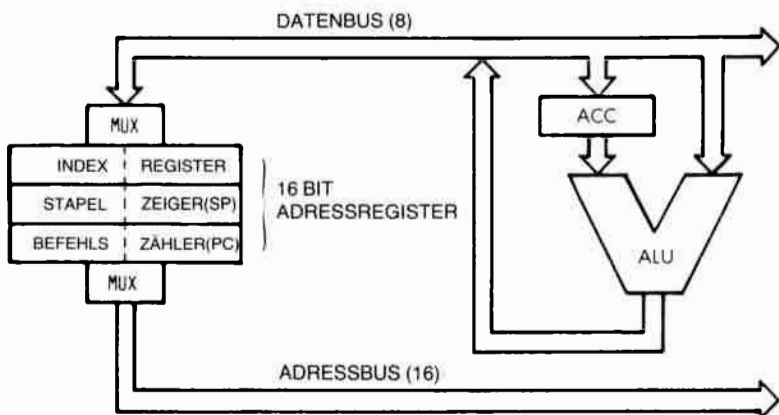 DATENBUS (8)
MUX
ACC
INDEX REGISTER
STAPEL ZEIGER(SP)
BEFEHLS ZÄHLER(PC)
16 BIT
ADRESSREGISTER
ALU
MUX
ADRESSBUS (16)